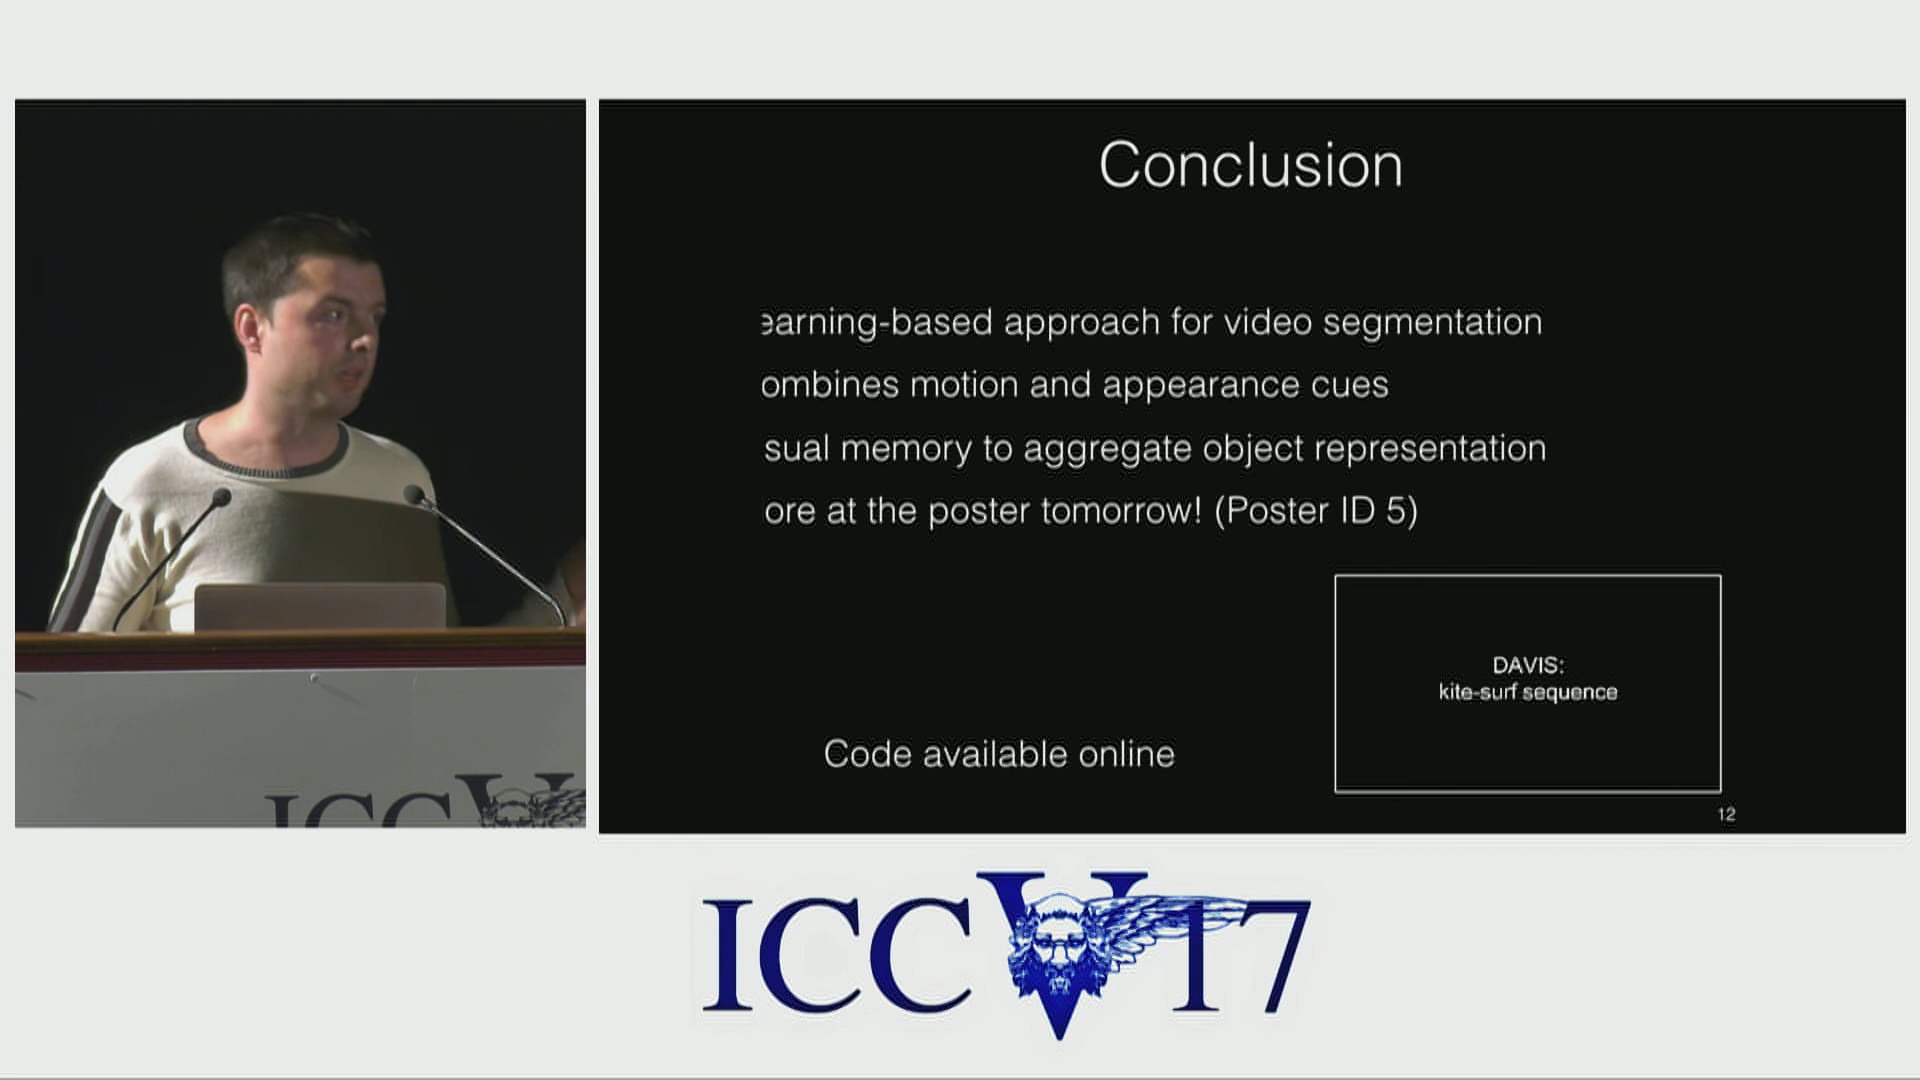 Conclusion
earning-based approach for video segmentation
ombines motion and appearance cues
sual memory to aggregate object representation
ore at the poster tomorrow! (Poster ID 5)
DAVIS:
kite-surf sequence
Code available online
12
ICCV
ICCV17